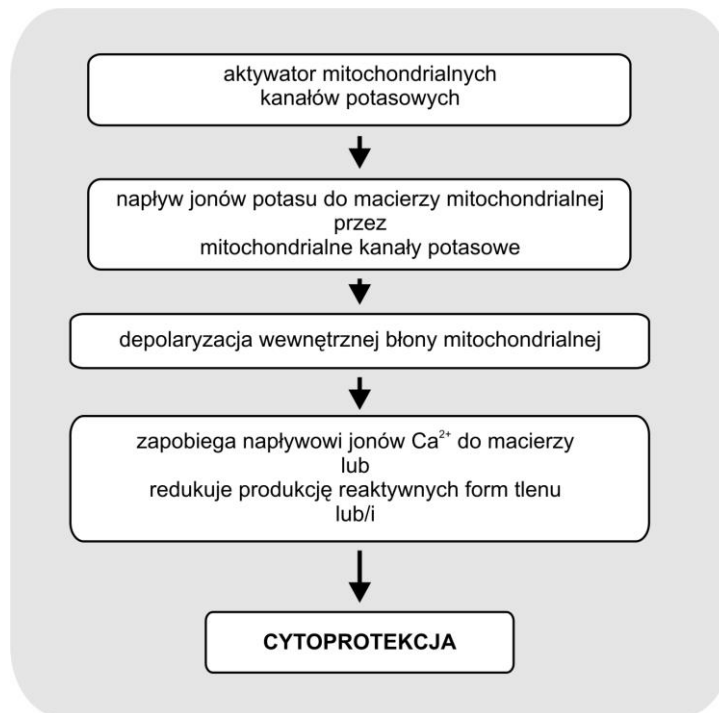 aktywator mitochondrialnych
kanałów potasowych
napływ jonów potasu do macierzy mitochondrialnej
przez
mitochondrialne kanały potasowe
depolaryzacja wewnętrznej błony mitochondrialnej
zapobiega napływowi jonów Ca²⁺ do macierzy
lub
redukuje produkcję reaktywnych form tlenu
lub/i
CYTOPROTEKCJA